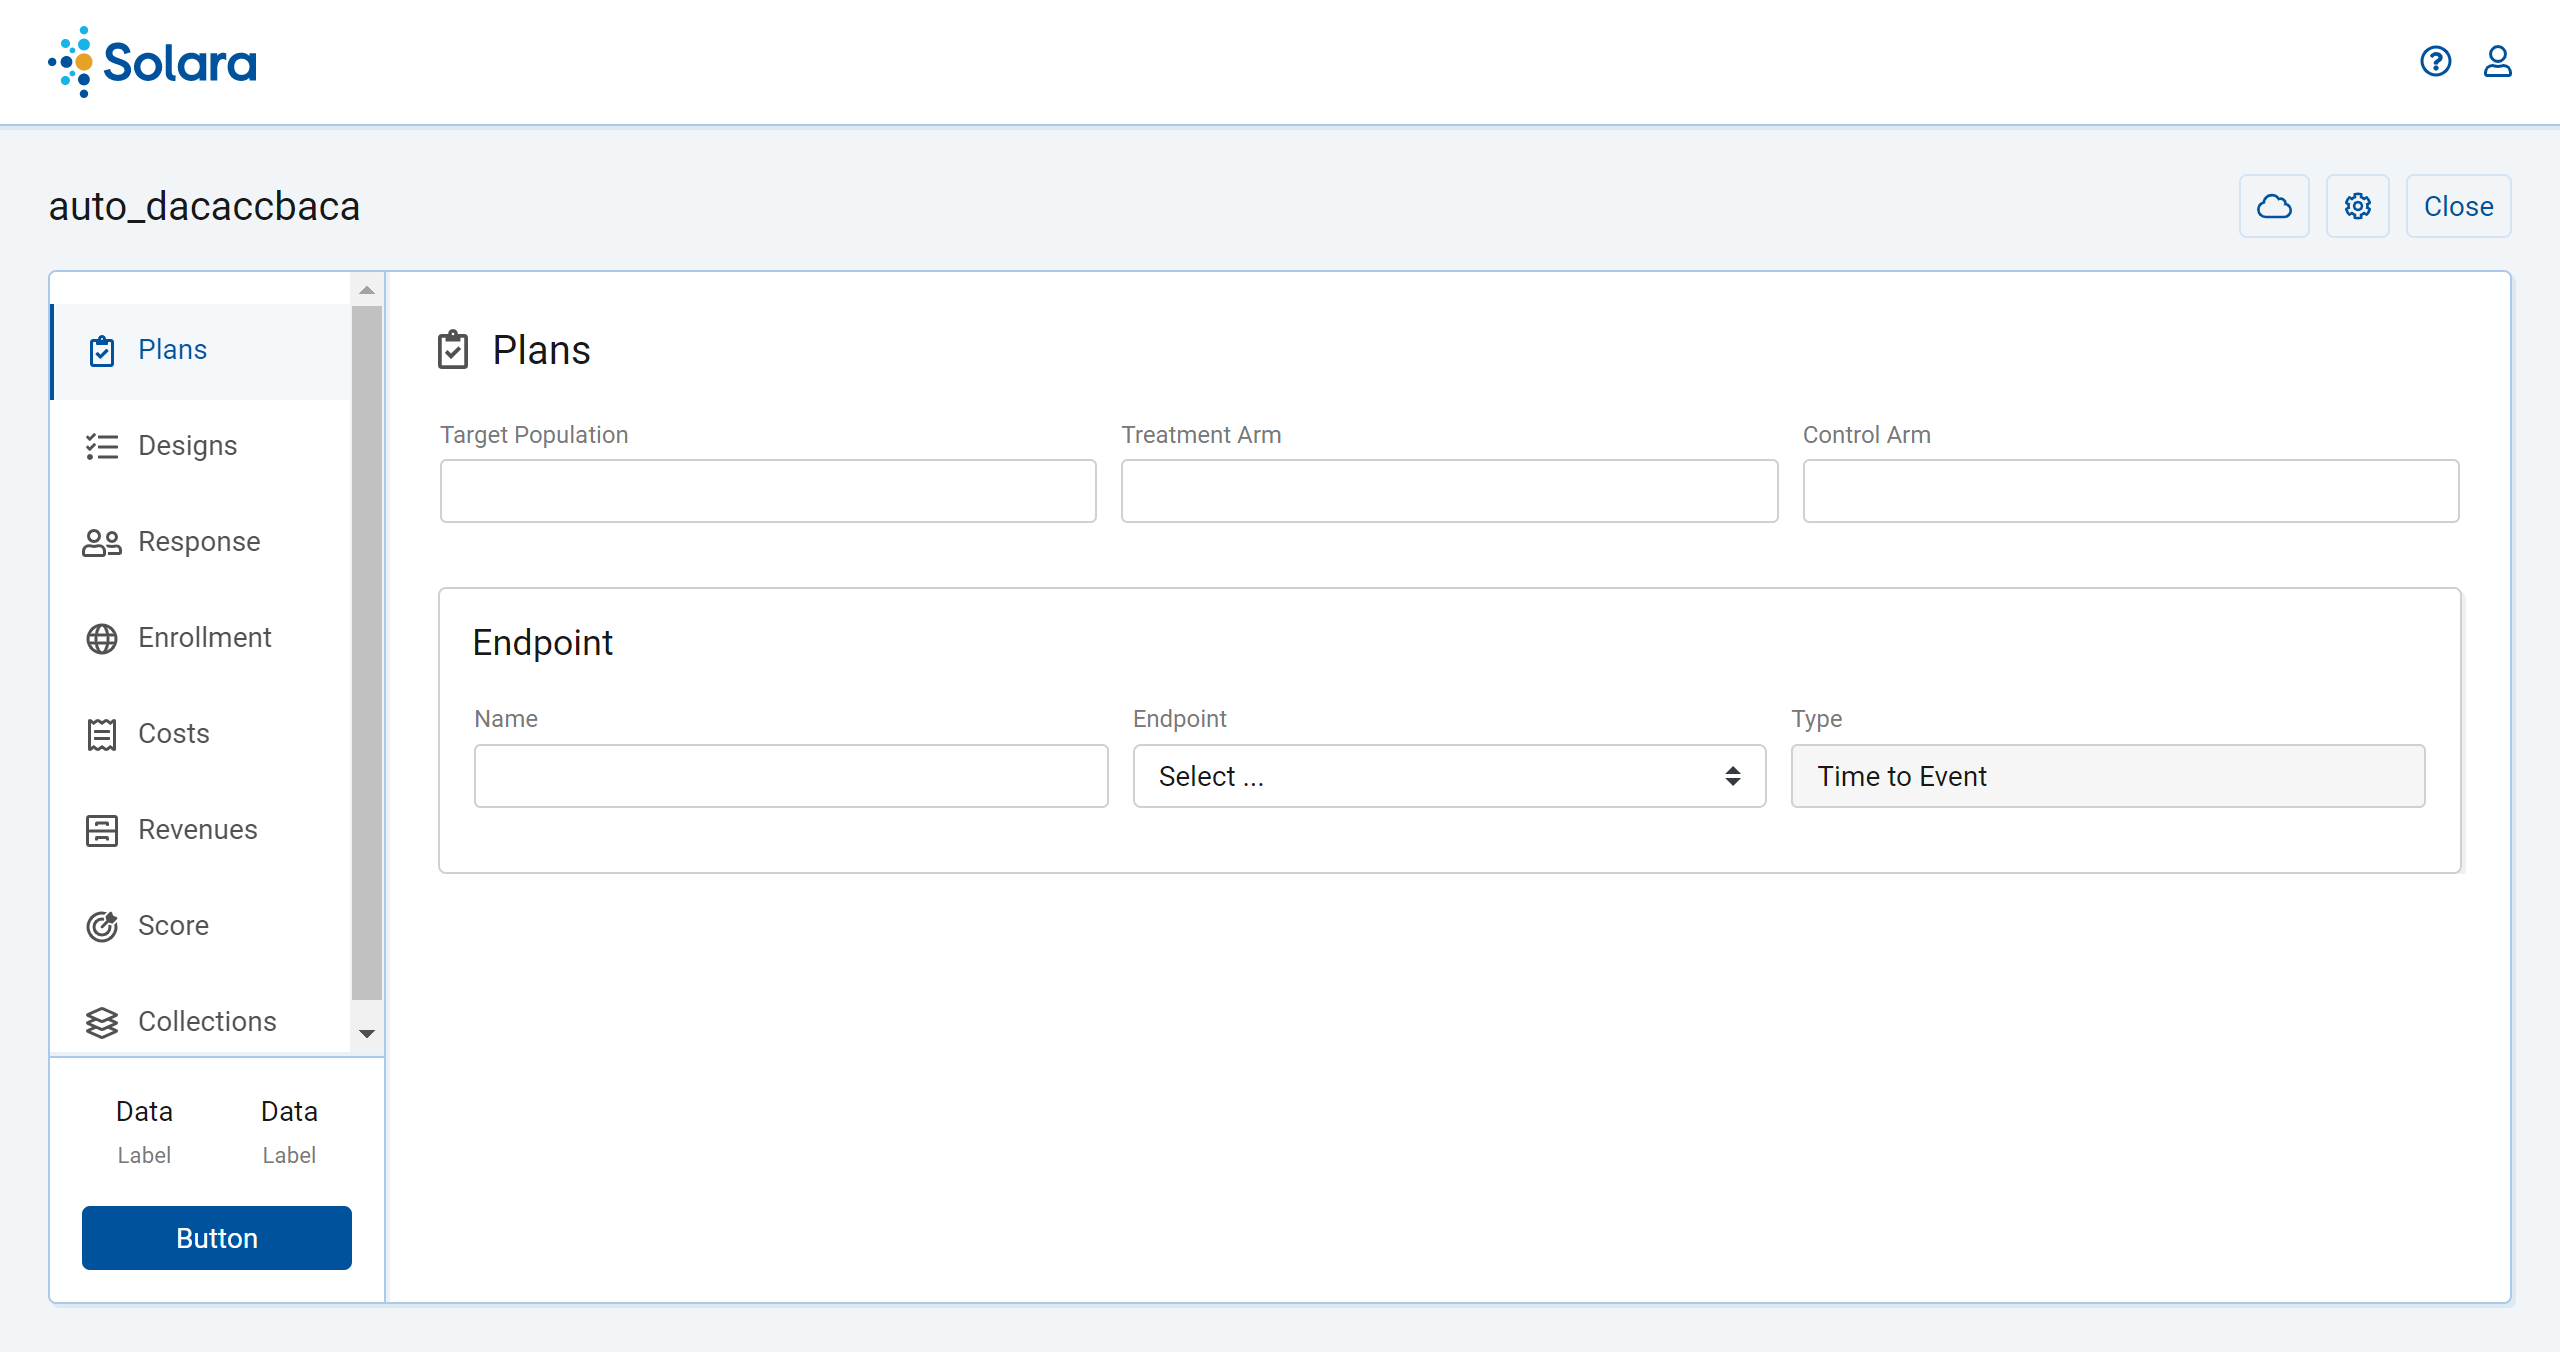 Solara
auto_dacaccbaca
Close
Plans
Designs
Response
Enrollment
Costs
Revenues
Score
Collections
Data Data
Label Label
Button
Plans
Target Population Treatment Arm Control Arm
Endpoint
Name Endpoint Type
Select ... Time to Event